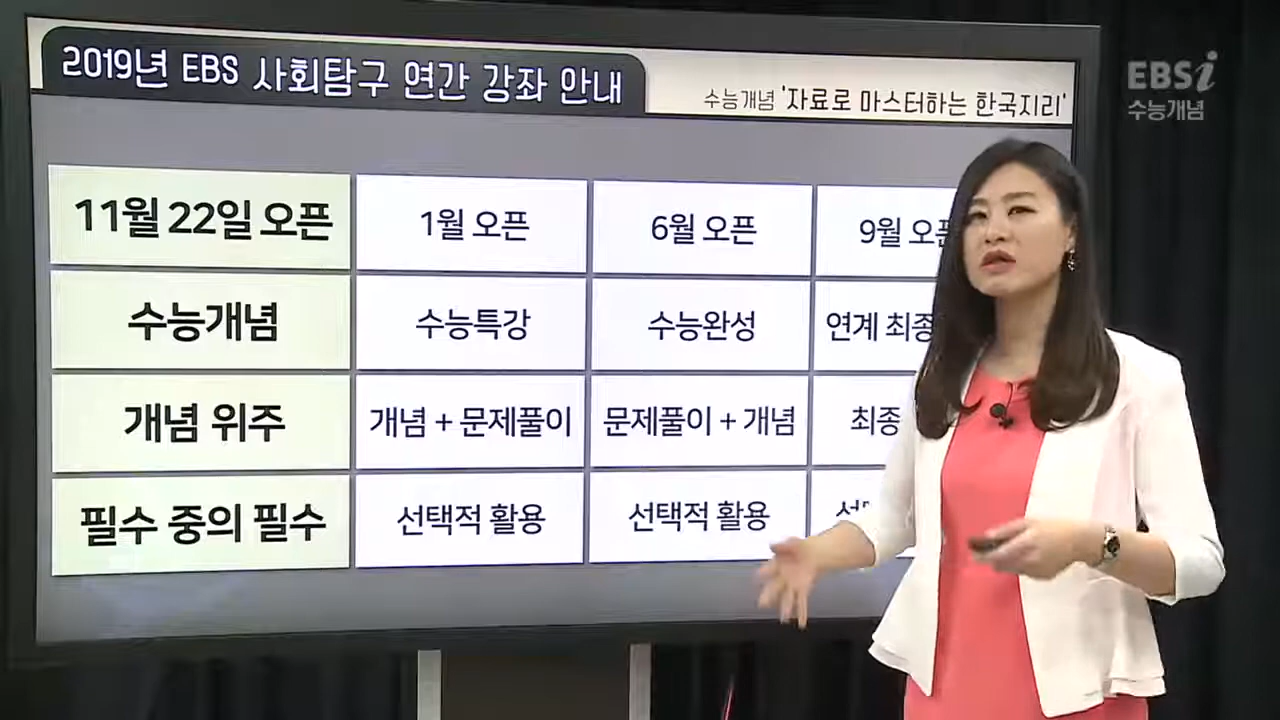 2019년 EBS 사회탐구 연간 강좌 안내
수능개념 '자료로 마스터하는 한국지리'
EBSi
수능개념
11월 22일 오픈 1월 오픈 6월 오픈 9월 오픈
수능개념 수능특강 수능완성 연계 최종
개념 위주 개념 + 문제풀이 문제풀이 + 개념 최종
필수 중의 필수 선택적 활용 선택적 활용